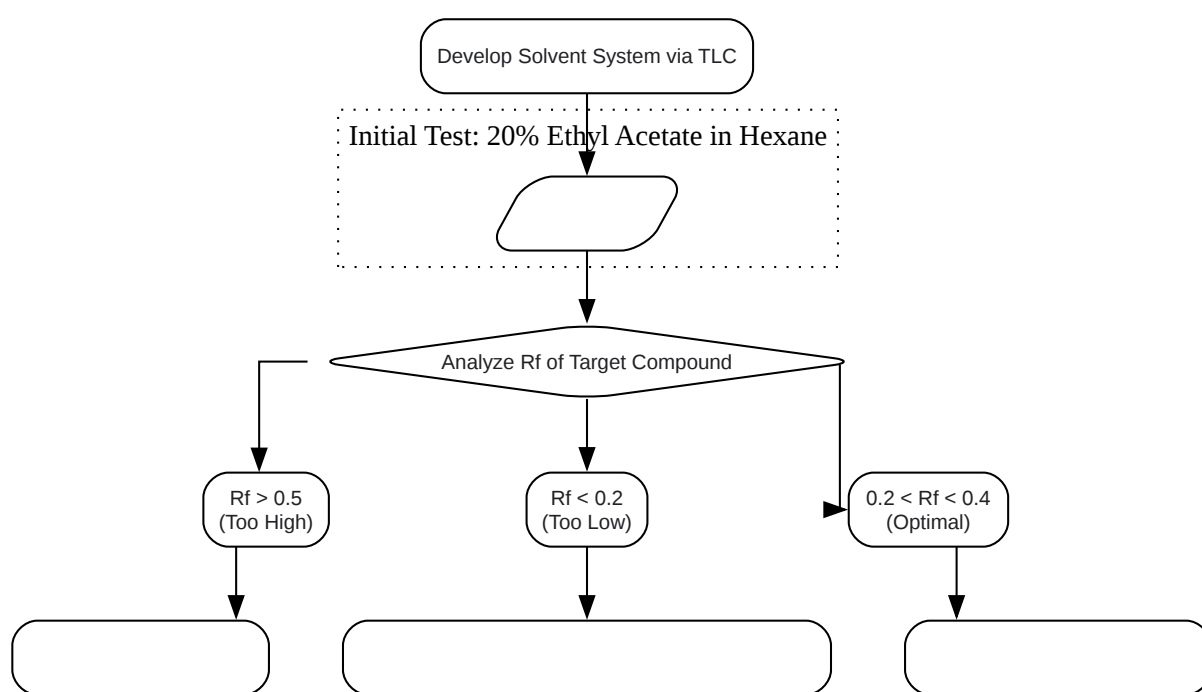 Develop Solvent System via TLC
Initial Test: 20% Ethyl Acetate in Hexane
Analyze Rf of Target Compound
Rf > 0.5
(Too High)
Rf < 0.2
(Too Low)
0.2 < Rf < 0.4
(Optimal)